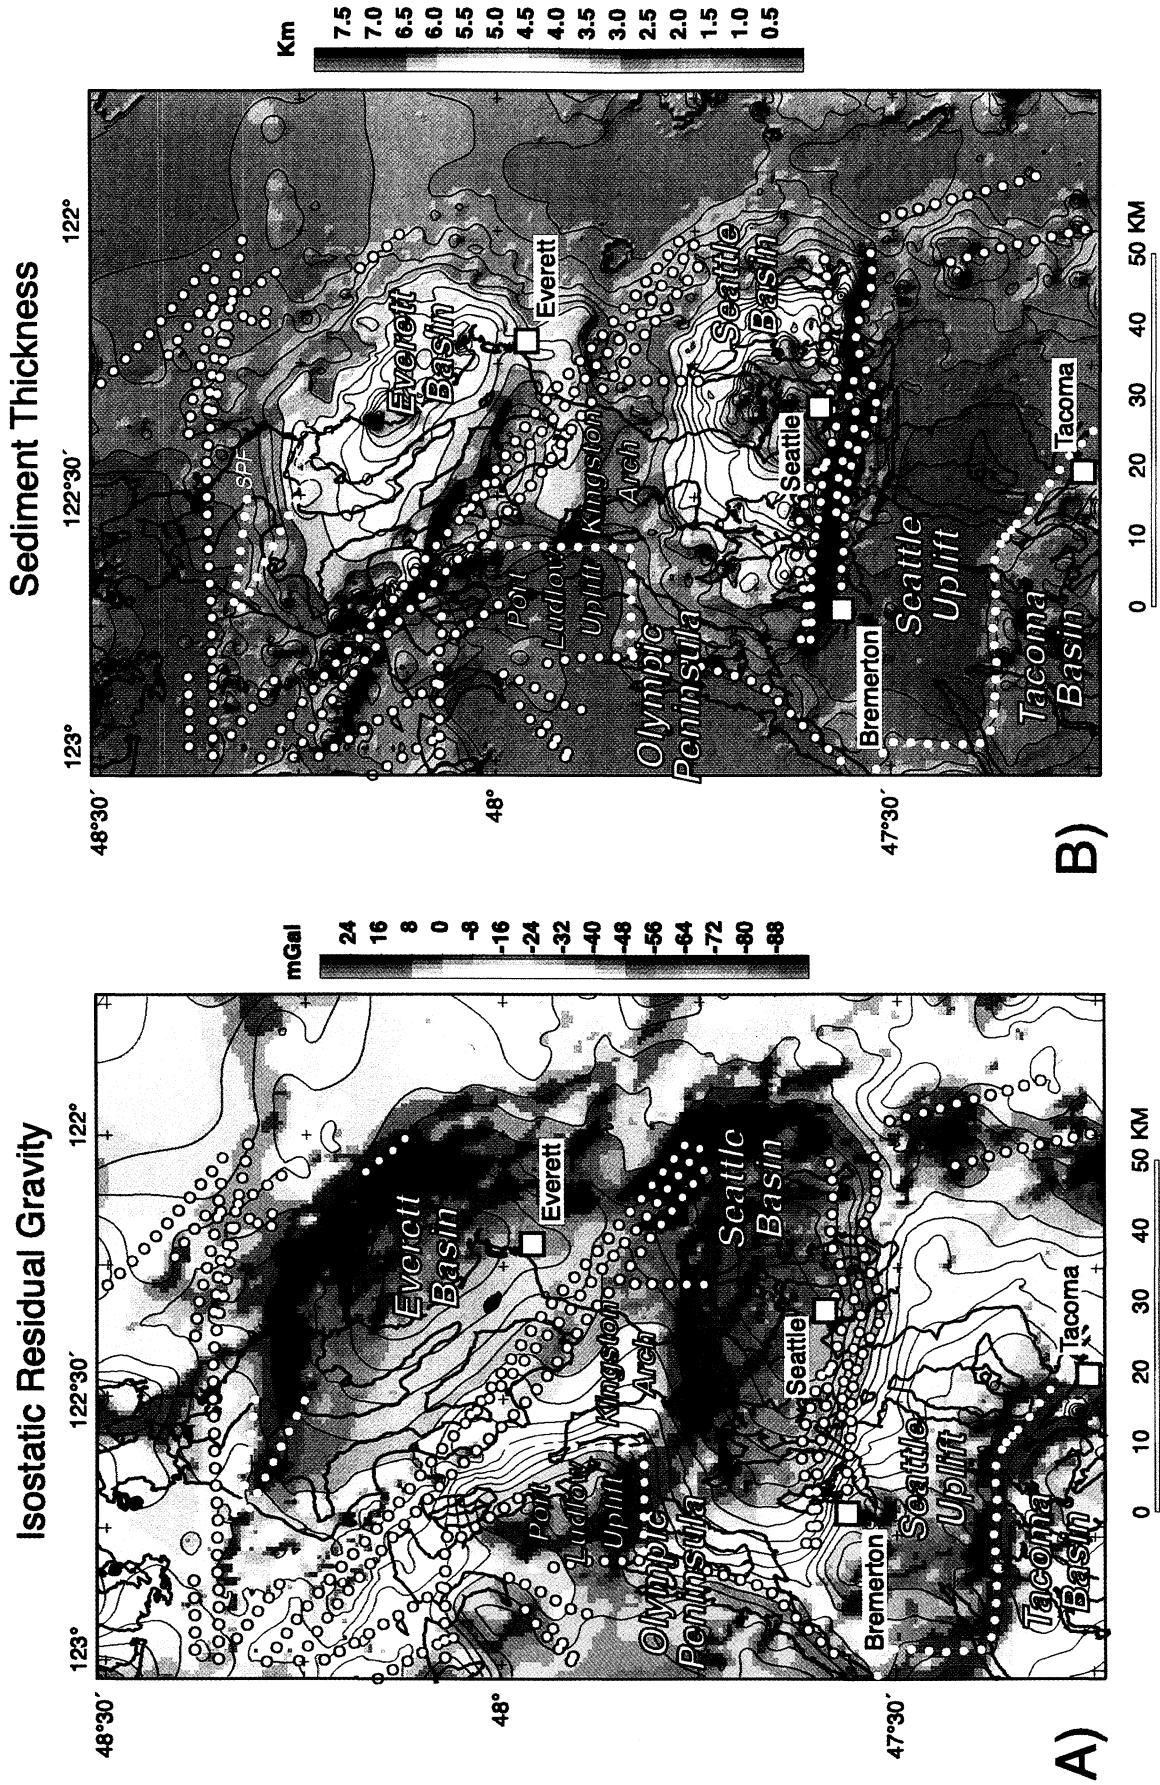 Isostatic Residual Gravity
123°
122°30´
122°
48°30´
48°
47°30´
Everett
Basin
Everett
Port
Ludlow
Uplift
Kingston
Arch
Olympic
Peninsula
Seattle
Basin
Seattle
Bremerton
Seattle
Uplift
Tacoma
Basin
Tacoma
mGal
24
16
8
0
-8
-16
-24
-32
-40
-48
-56
-64
-72
-80
-88
0 10 20 30 40 50 KM
A)
Sediment Thickness
123°
122°30´
122°
48°30´
48°
47°30´
SPF
Everett
Basin
Everett
Port
Ludlow
Uplift
Kingston
Arch
Olympic
Peninsula
Seattle
Basin
Seattle
Bremerton
Seattle
Uplift
Tacoma
Basin
Tacoma
Km
7.5
7.0
6.5
6.0
5.5
5.0
4.5
4.0
3.5
3.0
2.5
2.0
1.5
1.0
0.5
0 10 20 30 40 50 KM
B)